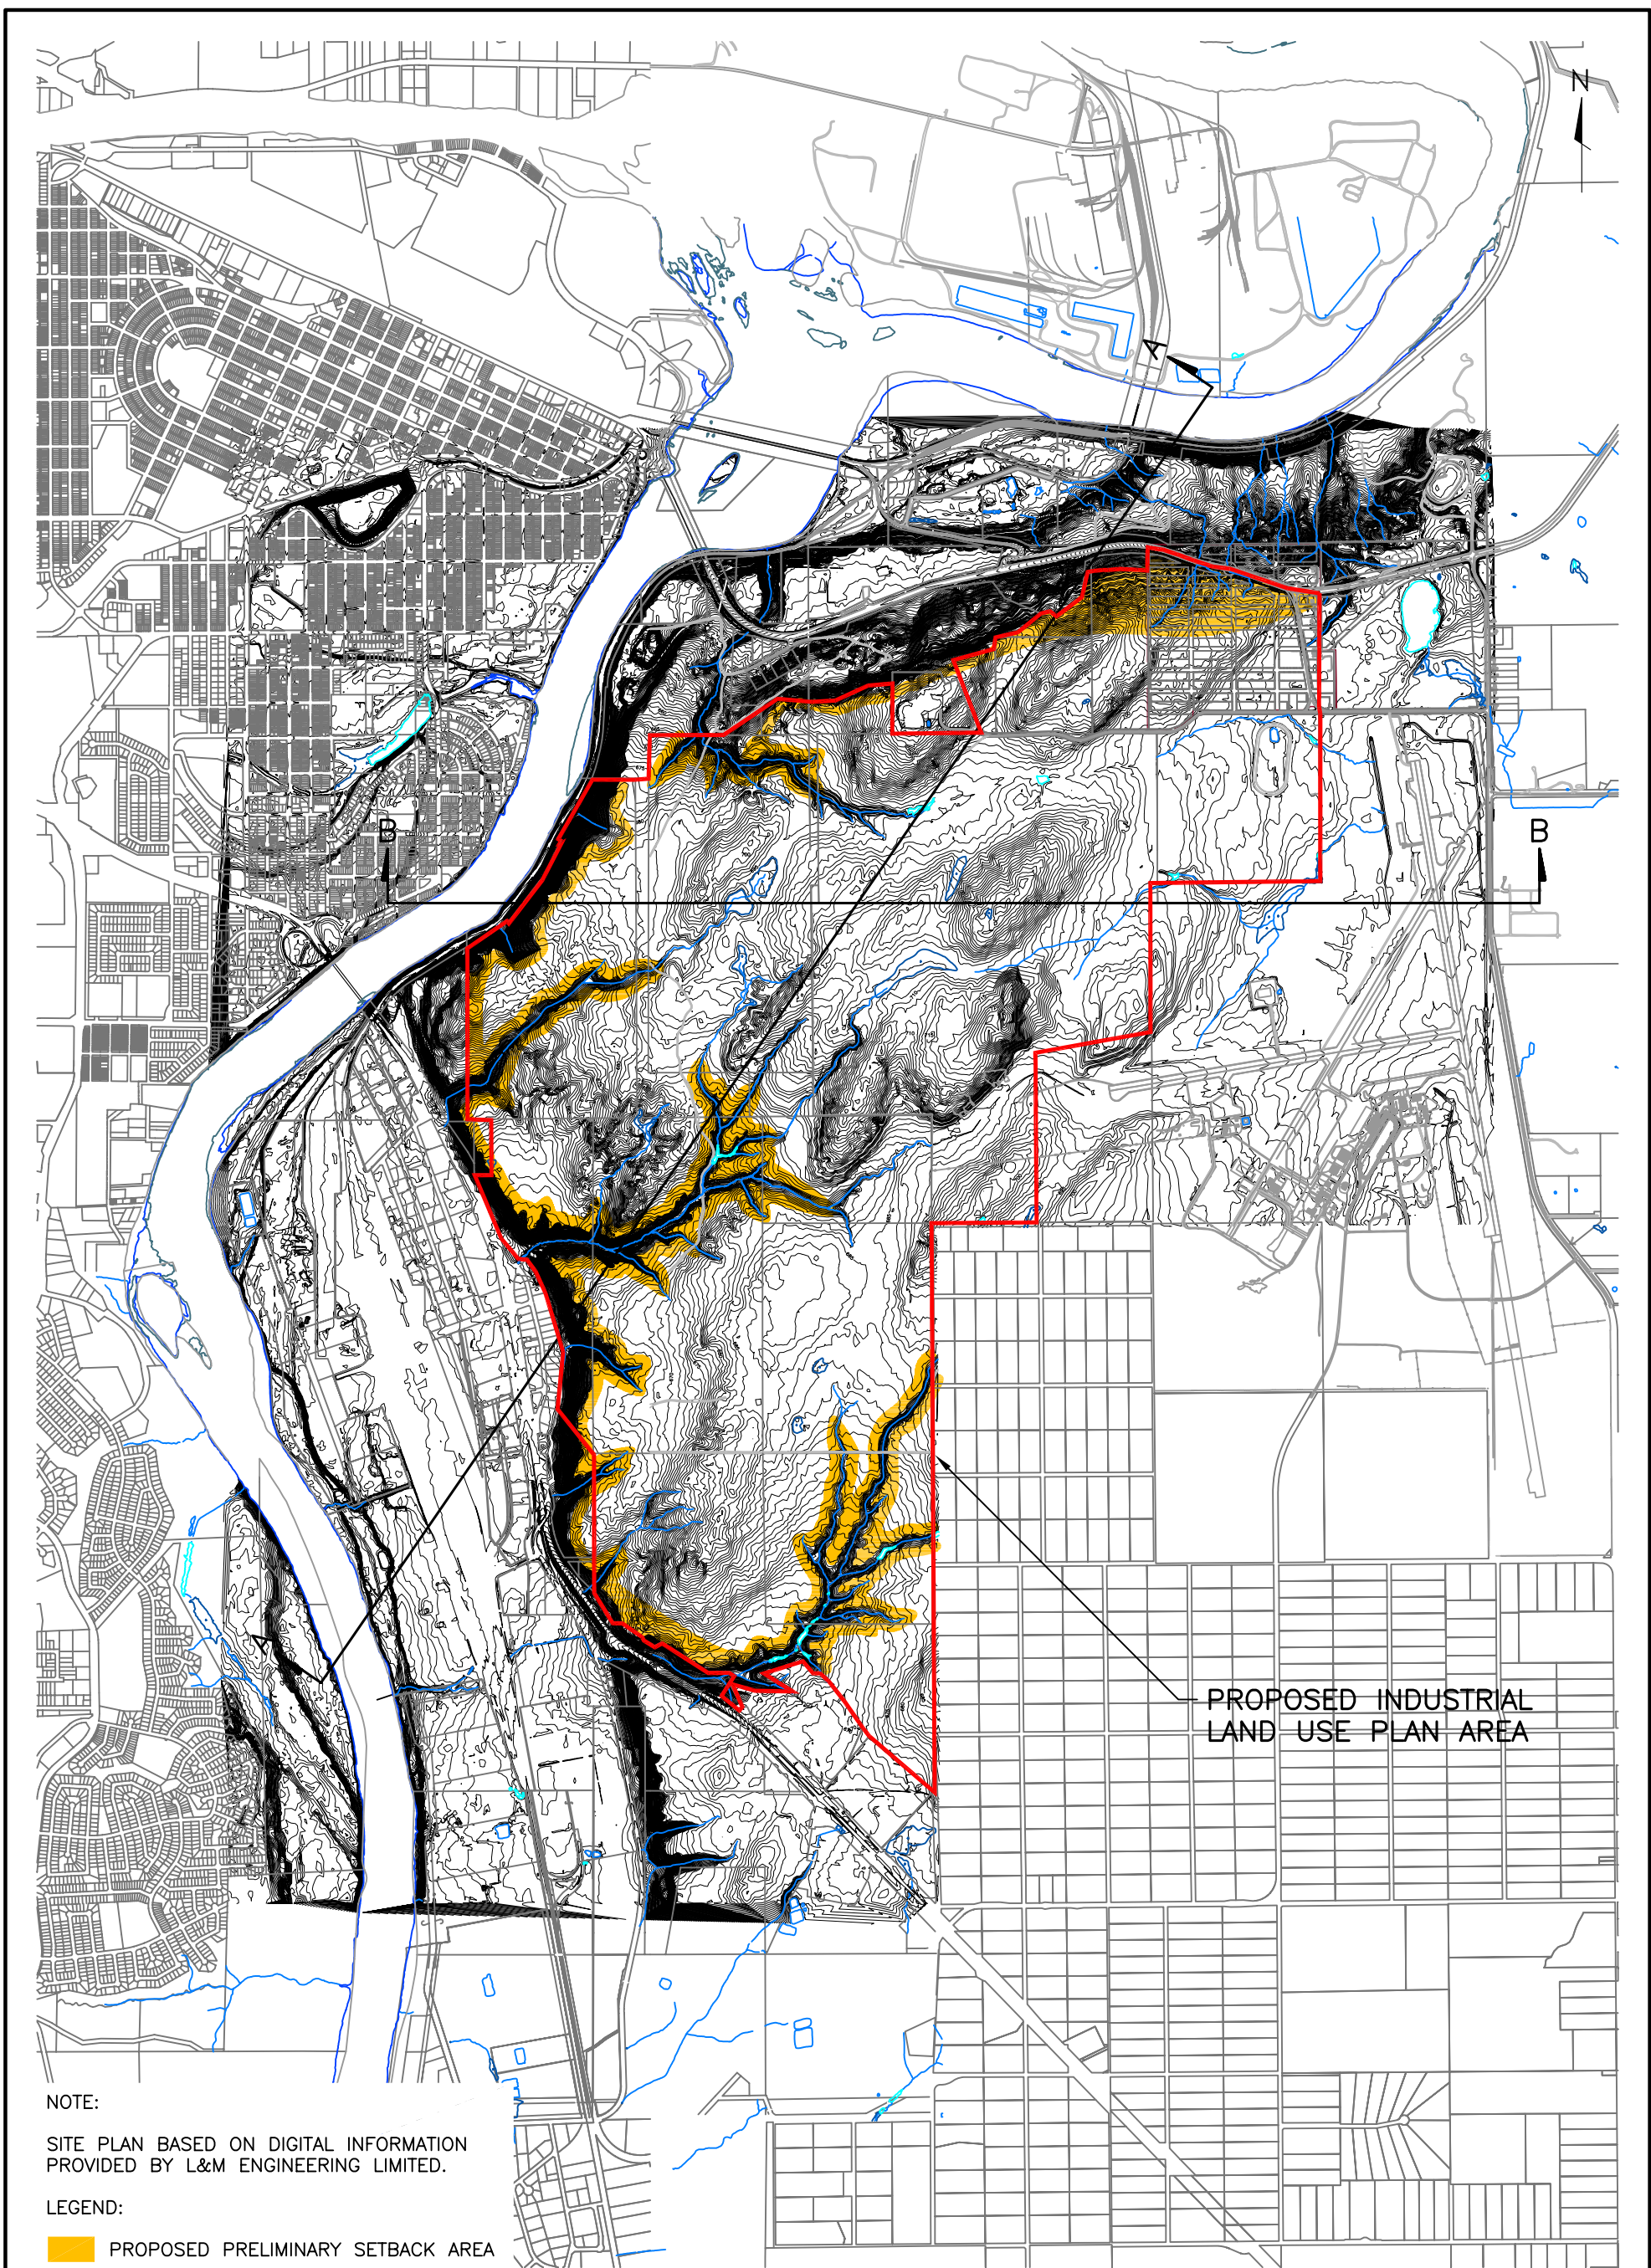 N
A
B
B
A
PROPOSED INDUSTRIAL
LAND USE PLAN AREA
NOTE:
SITE PLAN BASED ON DIGITAL INFORMATION
PROVIDED BY L&M ENGINEERING LIMITED.
LEGEND:
PROPOSED PRELIMINARY SETBACK AREA